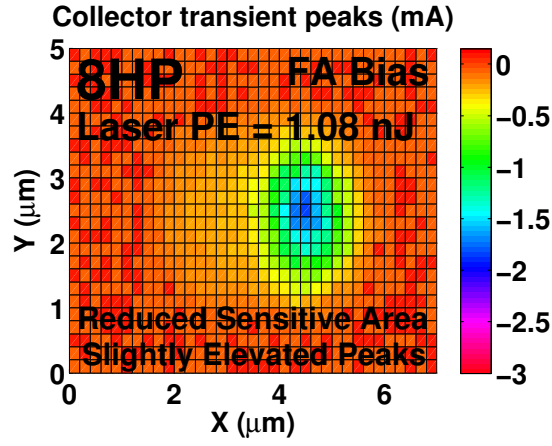 Collector transient peaks (mA)
8HP FA Bias
Laser PE = 1.08 nJ
Reduced Sensitive Area
Slightly Elevated Peaks
Y (μm)
5
4
3
2
1
0
0 2 4 6
X (μm)
0
−0.5
−1
−1.5
−2
−2.5
−3